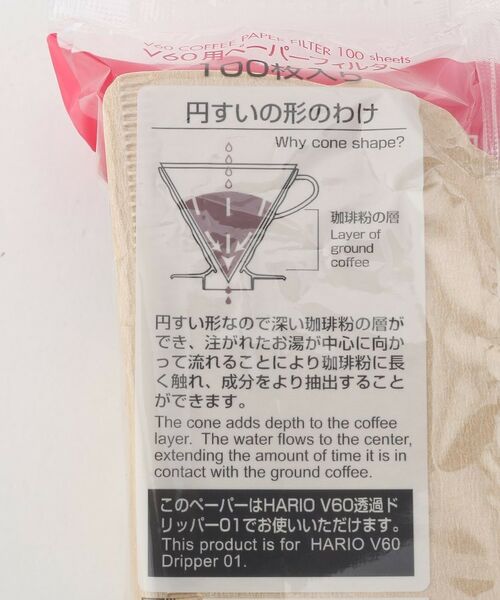 V60 COFFEE PAPER FILTER 100 sheets
V60用ペーパーフィルター
100枚入り
円すいの形のわけ
Why cone shape?
珈琲粉の層
Layer of
ground
coffee
円すい形なので深い珈琲粉の層が
でき、注がれたお湯が中心に向か
って流れることにより珈琲粉に長
く触れ、成分をより抽出すること
ができます。
The cone adds depth to the coffee
layer. The water flows to the center,
extending the amount of time it is in
contact with the ground coffee.
このペーパーはHARIO V60透過ド
リッパー01でお使いいただけます。
This product is for HARIO V60
Dripper 01.